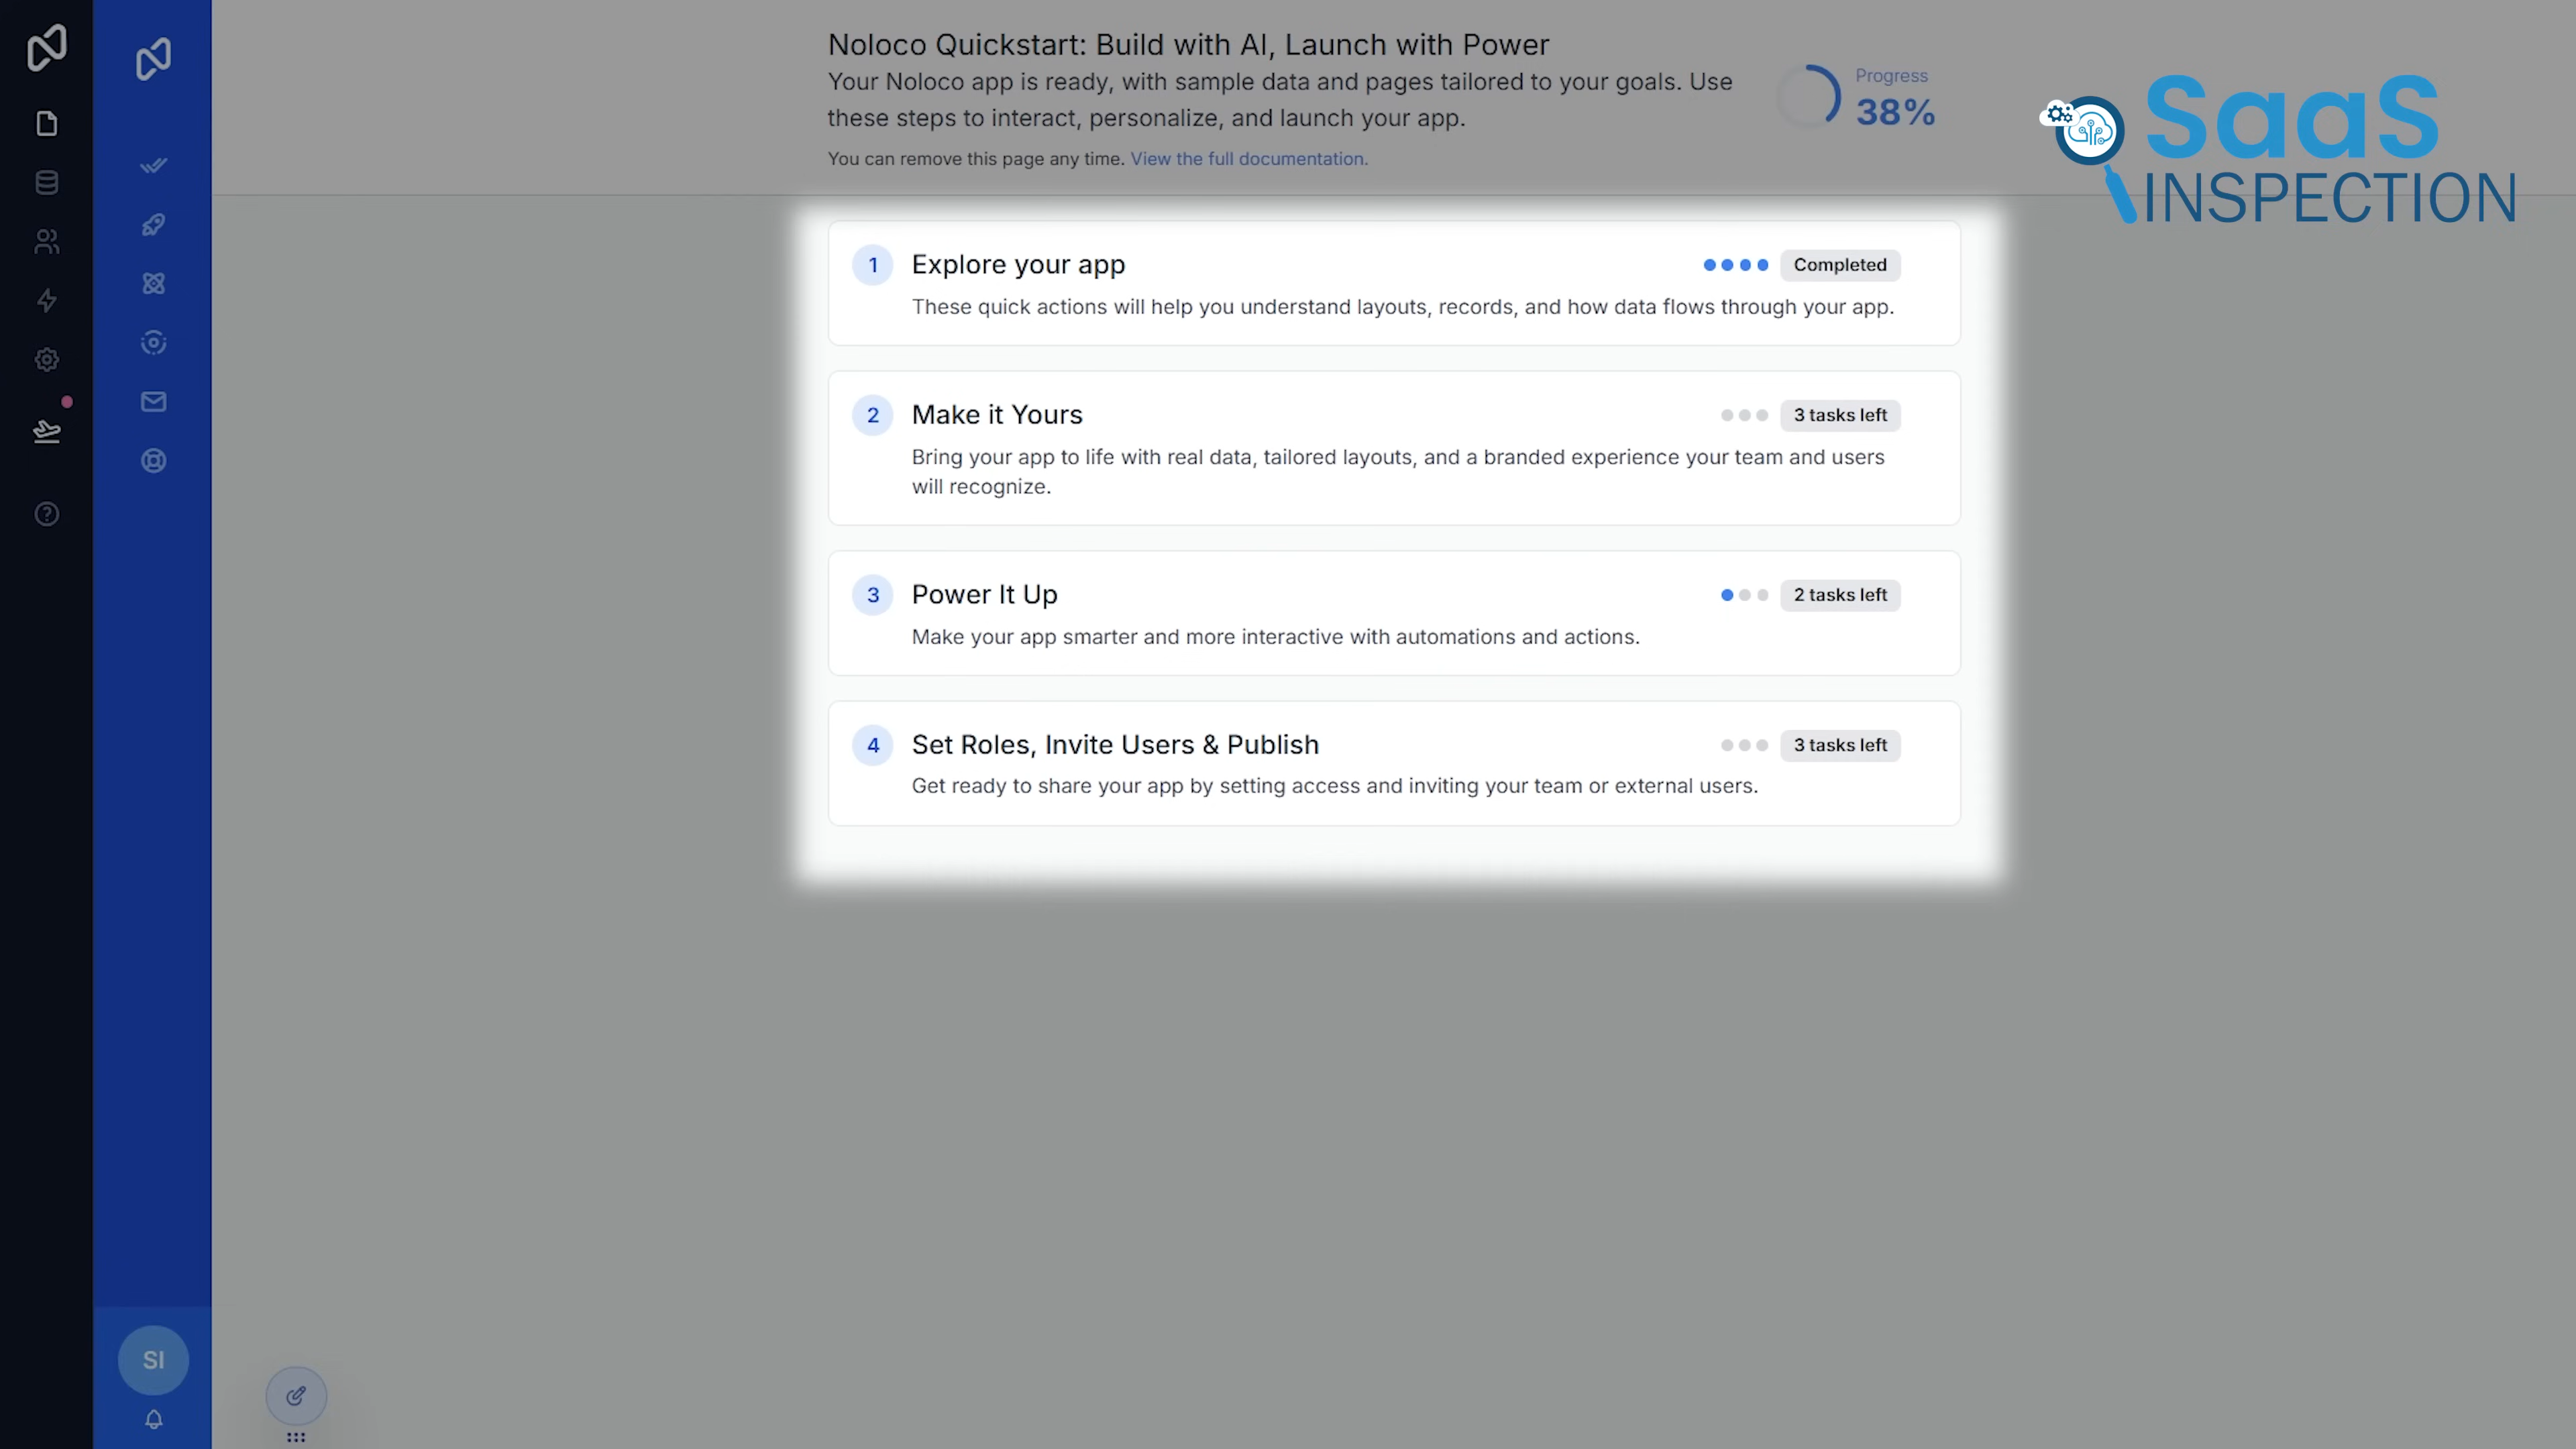 Noloco Quickstart: Build with AI, Launch with Power
Your Noloco app is ready, with sample data and pages tailored to your goals. Use
these steps to interact, personalize, and launch your app.
You can remove this page any time. View the full documentation.
Progress
38%
SaaS
INSPECTION
1 Explore your app Completed
These quick actions will help you understand layouts, records, and how data flows through your app.
2 Make it Yours 3 tasks left
Bring your app to life with real data, tailored layouts, and a branded experience your team and users
will recognize.
3 Power It Up 2 tasks left
Make your app smarter and more interactive with automations and actions.
4 Set Roles, Invite Users & Publish 3 tasks left
Get ready to share your app by setting access and inviting your team or external users.
SI